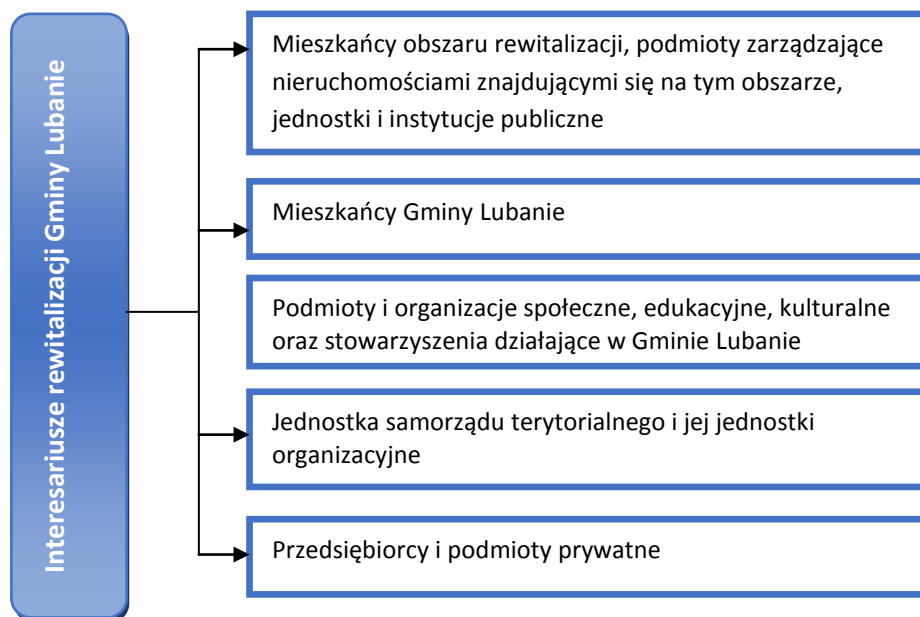 Interesariusze rewitalizacji Gminy Lubanie
Mieszkańcy obszaru rewitalizacji, podmioty zarządzające
nieruchomościami znajdującymi się na tym obszarze,
jednostki i instytucje publiczne
Mieszkańcy Gminy Lubanie
Podmioty i organizacje społeczne, edukacyjne, kulturalne
oraz stowarzyszenia działające w Gminie Lubanie
Jednostka samorządu terytorialnego i jej jednostki
organizacyjne
Przedsiębiorcy i podmioty prywatne